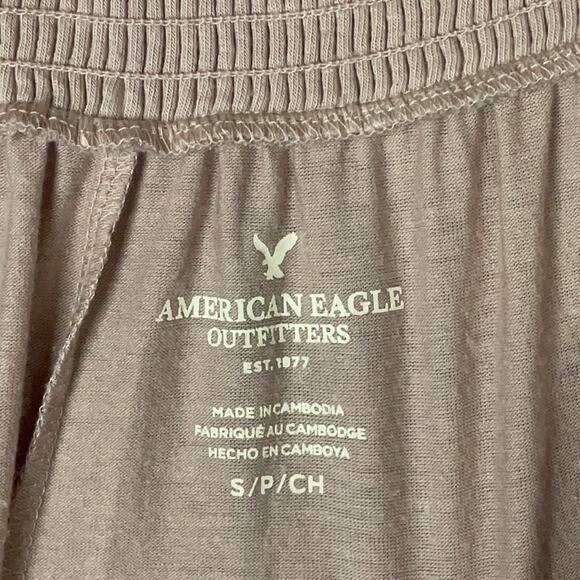 AMERICAN EAGLE
OUTFITTERS
EST. 1977
MADE IN CAMBODIA
FABRIQUÉ AU CAMBODGE
HECHO EN CAMBOYA
S/P/CH